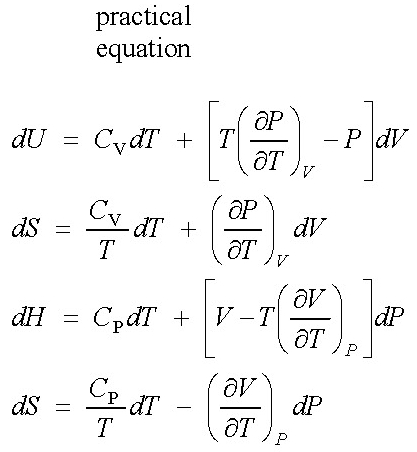 practical
equation
dU = C_V dT + [T(∂P/∂T)_V − P]dV
dS = C_V/T dT + (∂P/∂T)_V dV
dH = C_P dT + [V − T(∂V/∂T)_P]dP
dS = C_P/T dT − (∂V/∂T)_P dP